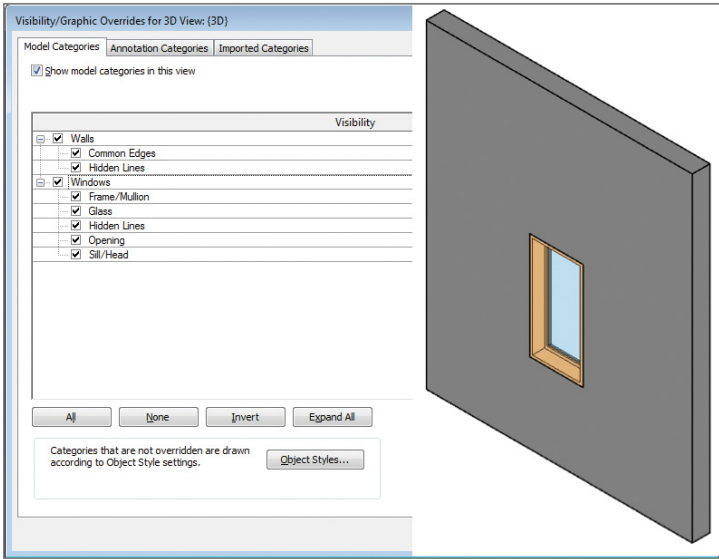 Visibility/Graphic Overrides for 3D View: {3D}
Model Categories Annotation Categories Imported Categories
Show model categories in this view
Visibility
Walls
Common Edges
Hidden Lines
Windows
Frame/Mullion
Glass
Hidden Lines
Opening
Sill/Head
All None Invert Expand All
Categories that are not overridden are drawn
according to Object Style settings.
Object Styles...